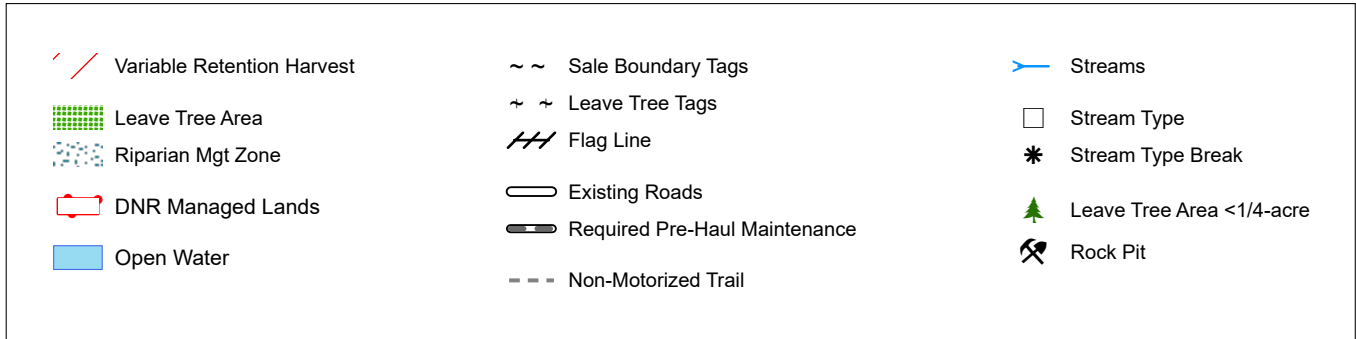 Variable Retention Harvest
Leave Tree Area
Riparian Mgt Zone
DNR Managed Lands
Open Water
Sale Boundary Tags
Leave Tree Tags
Flag Line
Existing Roads
Required Pre-Haul Maintenance
Non-Motorized Trail
Streams
Stream Type
Stream Type Break
Leave Tree Area <1/4-acre
Rock Pit